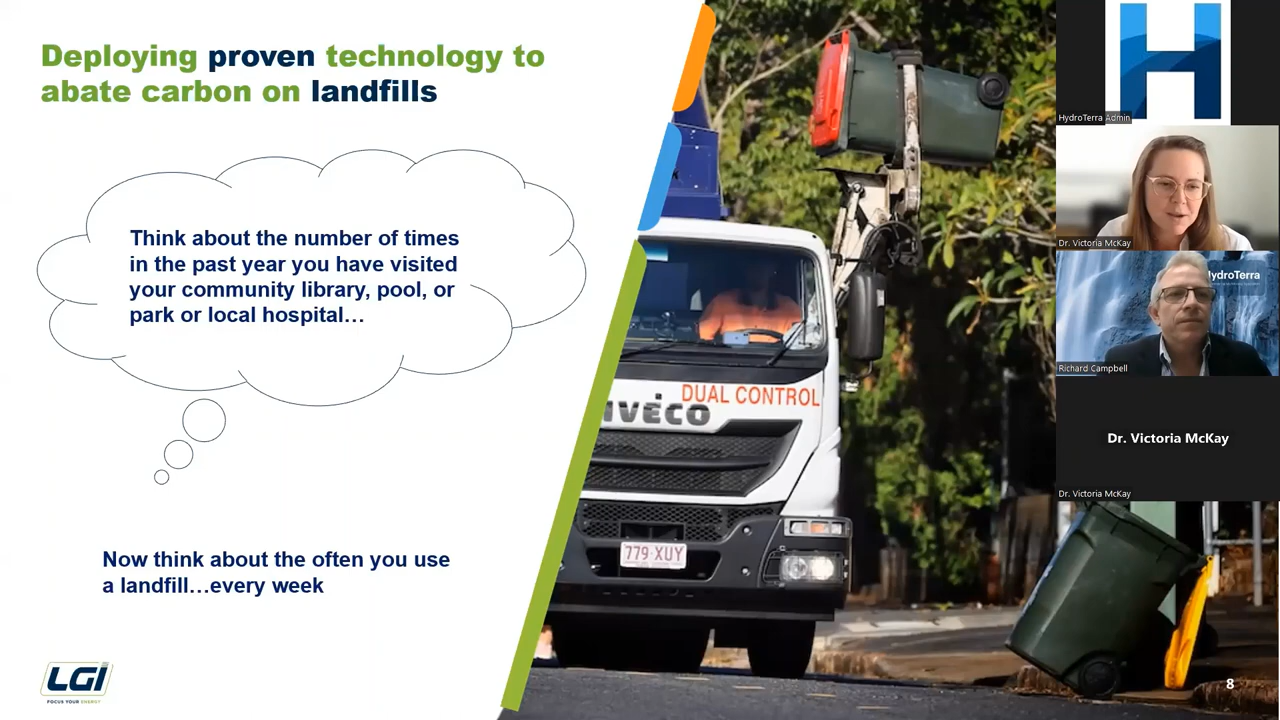 Deploying proven technology to
abate carbon on landfills
Think about the number of times
in the past year you have visited
your community library, pool, or
park or local hospital…
Now think about the often you use
a landfill…every week
LGI
FOCUS YOUR ENERGY
DUAL CONTROL
IVECO
779·XUY
8
H
HydroTerra Admin
Dr. Victoria McKay
HydroTerra
Richard Campbell
Dr. Victoria McKay
Dr. Victoria McKay